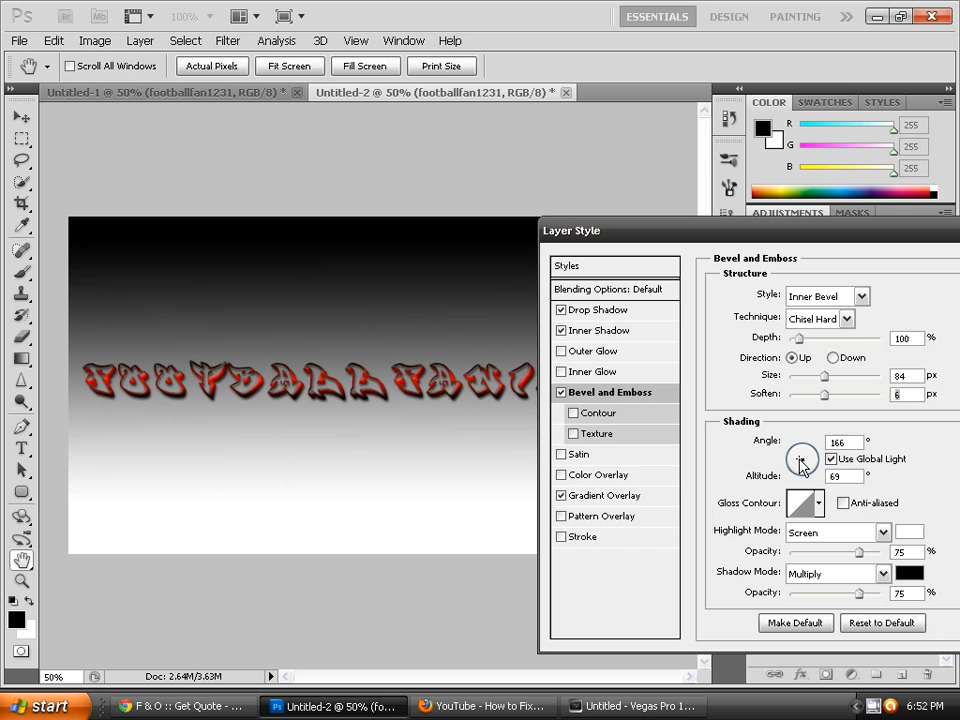 Ps Br Mb 100% ESSENTIALS DESIGN PAINTING
File Edit Image Layer Select Filter Analysis 3D View Window Help
Scroll All Windows Actual Pixels Fit Screen Fill Screen Print Size
Untitled-1 @ 50% (footballfan1231, RGB/8) * Untitled-2 @ 50% (footballfan1231, RGB/8) *
COLOR SWATCHES STYLES
R 255
G 255
B 255
ADJUSTMENTS MASKS
Layer Style
Styles
Blending Options: Default
Drop Shadow
Inner Shadow
Outer Glow
Inner Glow
Bevel and Emboss
Contour
Texture
Satin
Color Overlay
Gradient Overlay
Pattern Overlay
Stroke
Bevel and Emboss
Structure
Style: Inner Bevel
Technique: Chisel Hard
Depth: 100 %
Direction: Up Down
Size: 84 px
Soften: 6 px
Shading
Angle: 166 °
Use Global Light
Altitude: 69 °
Gloss Contour: Anti-aliased
Highlight Mode: Screen
Opacity: 75 %
Shadow Mode: Multiply
Opacity: 75 %
Make Default Reset to Default
FOOTBALL FAN1
50% Doc: 2.64M/3.63M
start F & O :: Get Quote - ... Untitled-2 @ 50% (fo... YouTube - How to Fix... Untitled - Vegas Pro 1... 6:52 PM